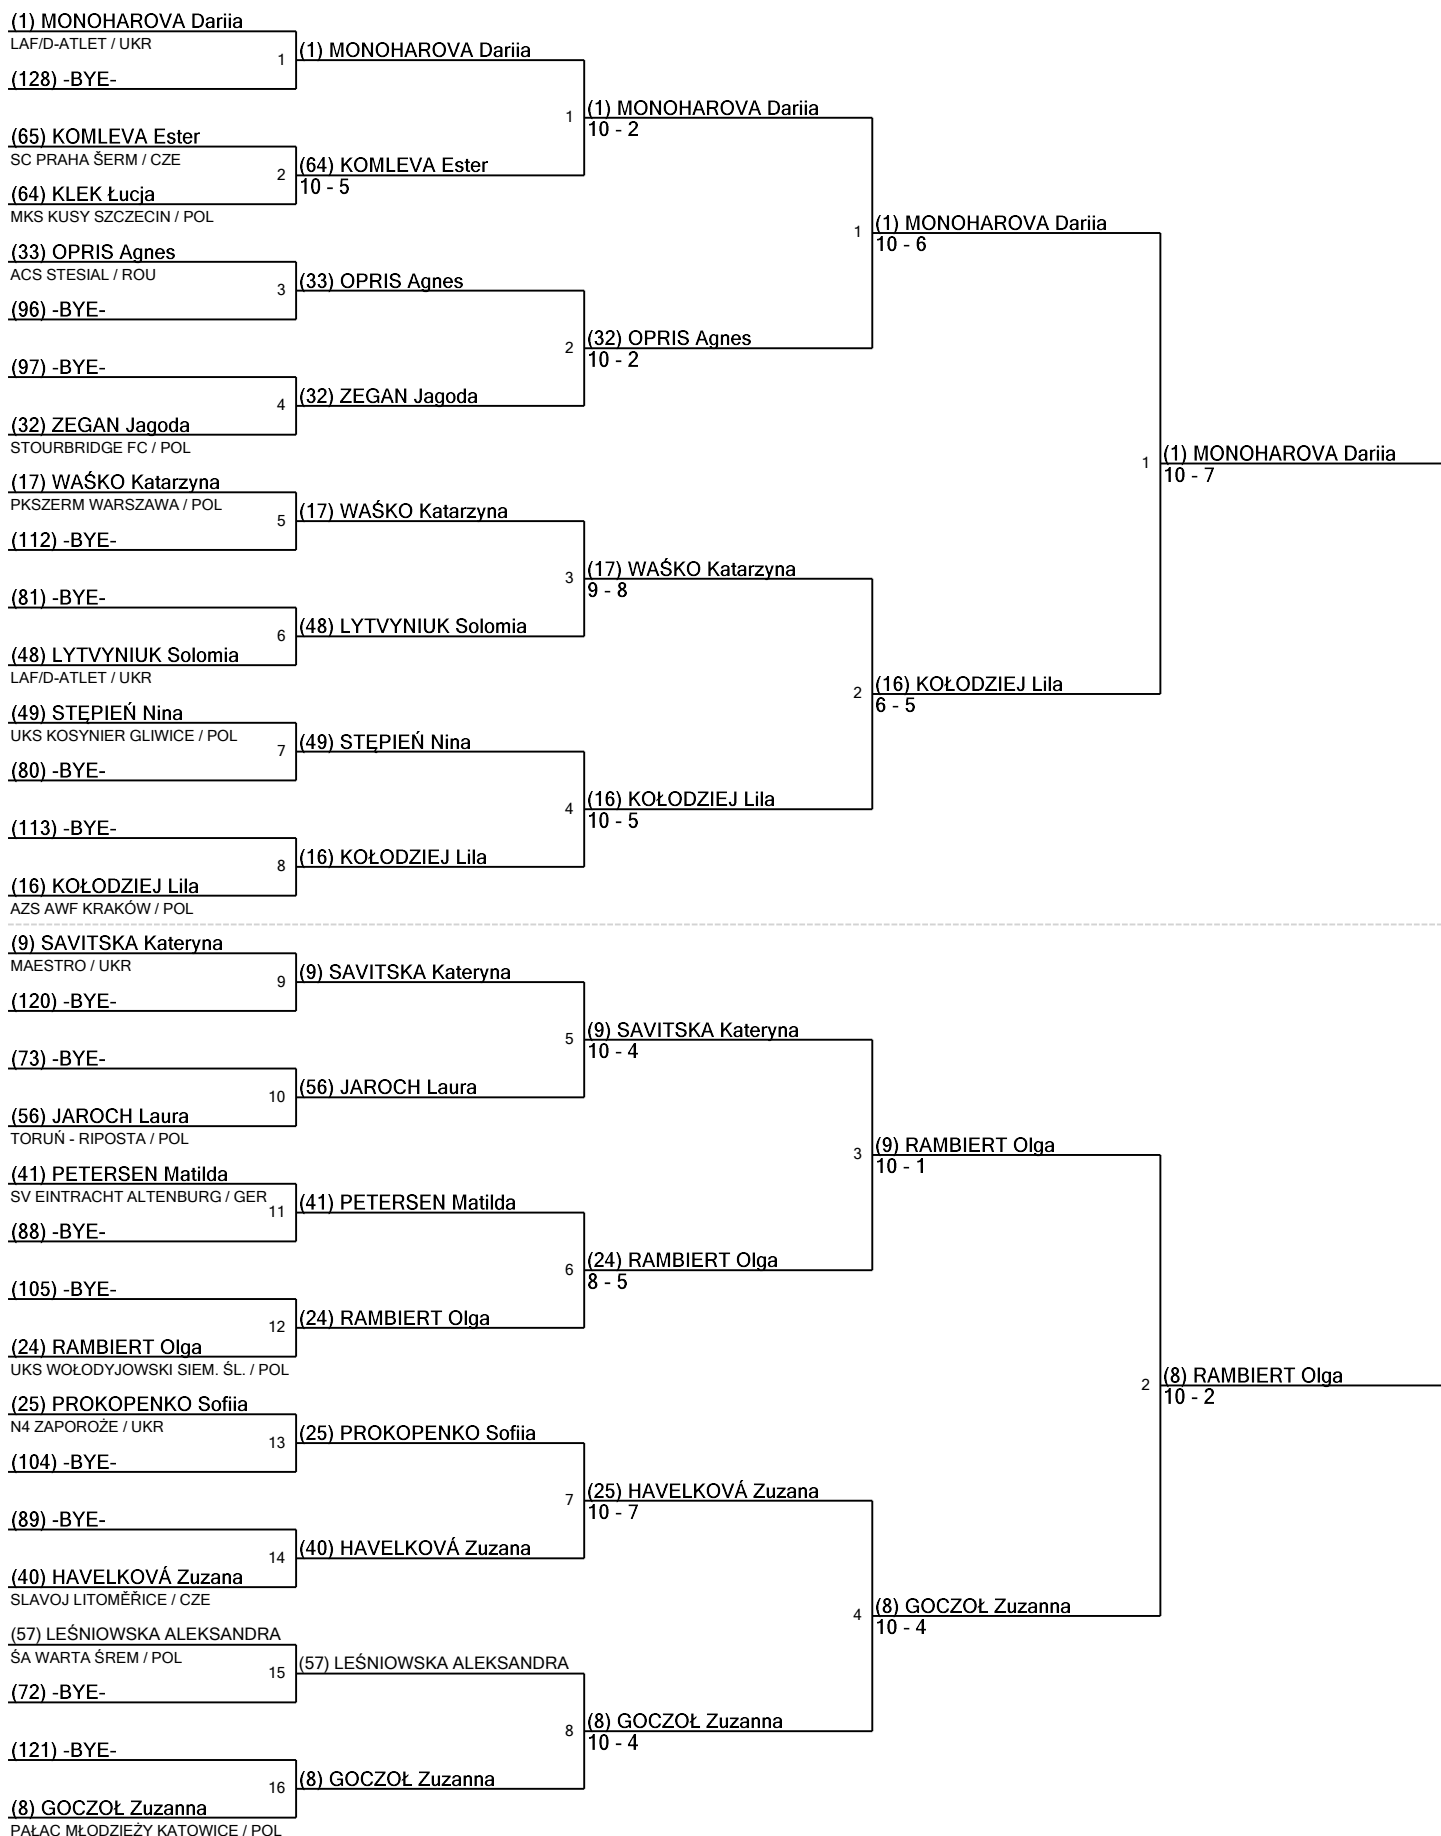 (1) MONOHAROVA Dariia
LAF/D-ATLET / UKR
1
(128) -BYE-
(65) KOMLEVA Ester
SC PRAHA ŠERM / CZE
2
(64) KLEK Łucja
MKS KUSY SZCZECIN / POL
(33) OPRIS Agnes
ACS STESIAL / ROU
3
(96) -BYE-
(97) -BYE-
4
(32) ZEGAN Jagoda
STOURBRIDGE FC / POL
(17) WAŚKO Katarzyna
PKSZERM WARSZAWA / POL
5
(112) -BYE-
(81) -BYE-
6
(48) LYTVYNIUK Solomia
LAF/D-ATLET / UKR
(49) STĘPIEŃ Nina
UKS KOSYNIER GLIWICE / POL
7
(80) -BYE-
(113) -BYE-
8
(16) KOŁODZIEJ Lila
AZS AWF KRAKÓW / POL
(9) SAVITSKA Kateryna
MAESTRO / UKR
9
(120) -BYE-
(73) -BYE-
10
(56) JAROCH Laura
TORUŃ - RIPOSTA / POL
(41) PETERSEN Matilda
SV EINTRACHT ALTENBURG / GER
11
(88) -BYE-
(105) -BYE-
12
(24) RAMBIERT Olga
UKS WOŁODYJOWSKI SIEM. ŚL. / POL
(25) PROKOPENKO Sofiia
N4 ZAPOROŻE / UKR
13
(104) -BYE-
(89) -BYE-
14
(40) HAVELKOVÁ Zuzana
SLAVOJ LITOMĚŘICE / CZE
(57) LEŚNIOWSKA ALEKSANDRA
ŚA WARTA ŚREM / POL
15
(72) -BYE-
(121) -BYE-
16
(8) GOCZOŁ Zuzanna
PAŁAC MŁODZIEŻY KATOWICE / POL
(1) MONOHAROVA Dariia
1
(64) KOMLEVA Ester
10 - 5
(33) OPRIS Agnes
2
(32) ZEGAN Jagoda
(17) WAŚKO Katarzyna
3
(48) LYTVYNIUK Solomia
(49) STĘPIEŃ Nina
4
(16) KOŁODZIEJ Lila
(9) SAVITSKA Kateryna
5
(56) JAROCH Laura
(41) PETERSEN Matilda
6
(24) RAMBIERT Olga
(25) PROKOPENKO Sofiia
7
(40) HAVELKOVÁ Zuzana
(57) LEŚNIOWSKA ALEKSANDRA
8
(8) GOCZOŁ Zuzanna
(1) MONOHAROVA Dariia
10 - 2
1
(32) OPRIS Agnes
10 - 2
(17) WAŚKO Katarzyna
9 - 8
2
(16) KOŁODZIEJ Lila
10 - 5
(9) SAVITSKA Kateryna
10 - 4
3
(24) RAMBIERT Olga
8 - 5
(25) HAVELKOVÁ Zuzana
10 - 7
4
(8) GOCZOŁ Zuzanna
10 - 4
(1) MONOHAROVA Dariia
10 - 6
1
(16) KOŁODZIEJ Lila
6 - 5
(9) RAMBIERT Olga
10 - 1
2
(8) GOCZOŁ Zuzanna
10 - 4
(1) MONOHAROVA Dariia
10 - 7
(8) RAMBIERT Olga
10 - 2